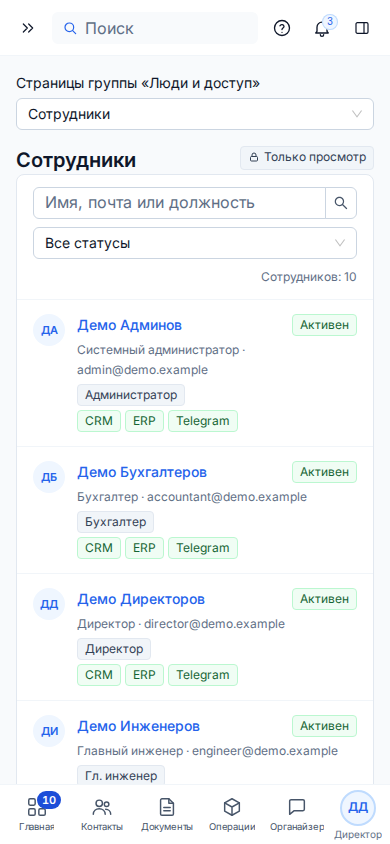 Поиск
3
Страницы группы «Люди и доступ»
Сотрудники
Сотрудники
Только просмотр
Имя, почта или должность
Все статусы
Сотрудников: 10
ДА
Демо Админов
Активен
Системный администратор ·
admin@demo.example
Администратор
CRM ERP Telegram
ДБ
Демо Бухгалтеров
Активен
Бухгалтер · accountant@demo.example
Бухгалтер
CRM ERP Telegram
ДД
Демо Директоров
Активен
Директор · director@demo.example
Директор
CRM ERP Telegram
ДИ
Демо Инженеров
Активен
Главный инженер · engineer@demo.example
Гл. инженер
10
Главная
Контакты
Документы
Операции
Органайзер
ДД
Директор